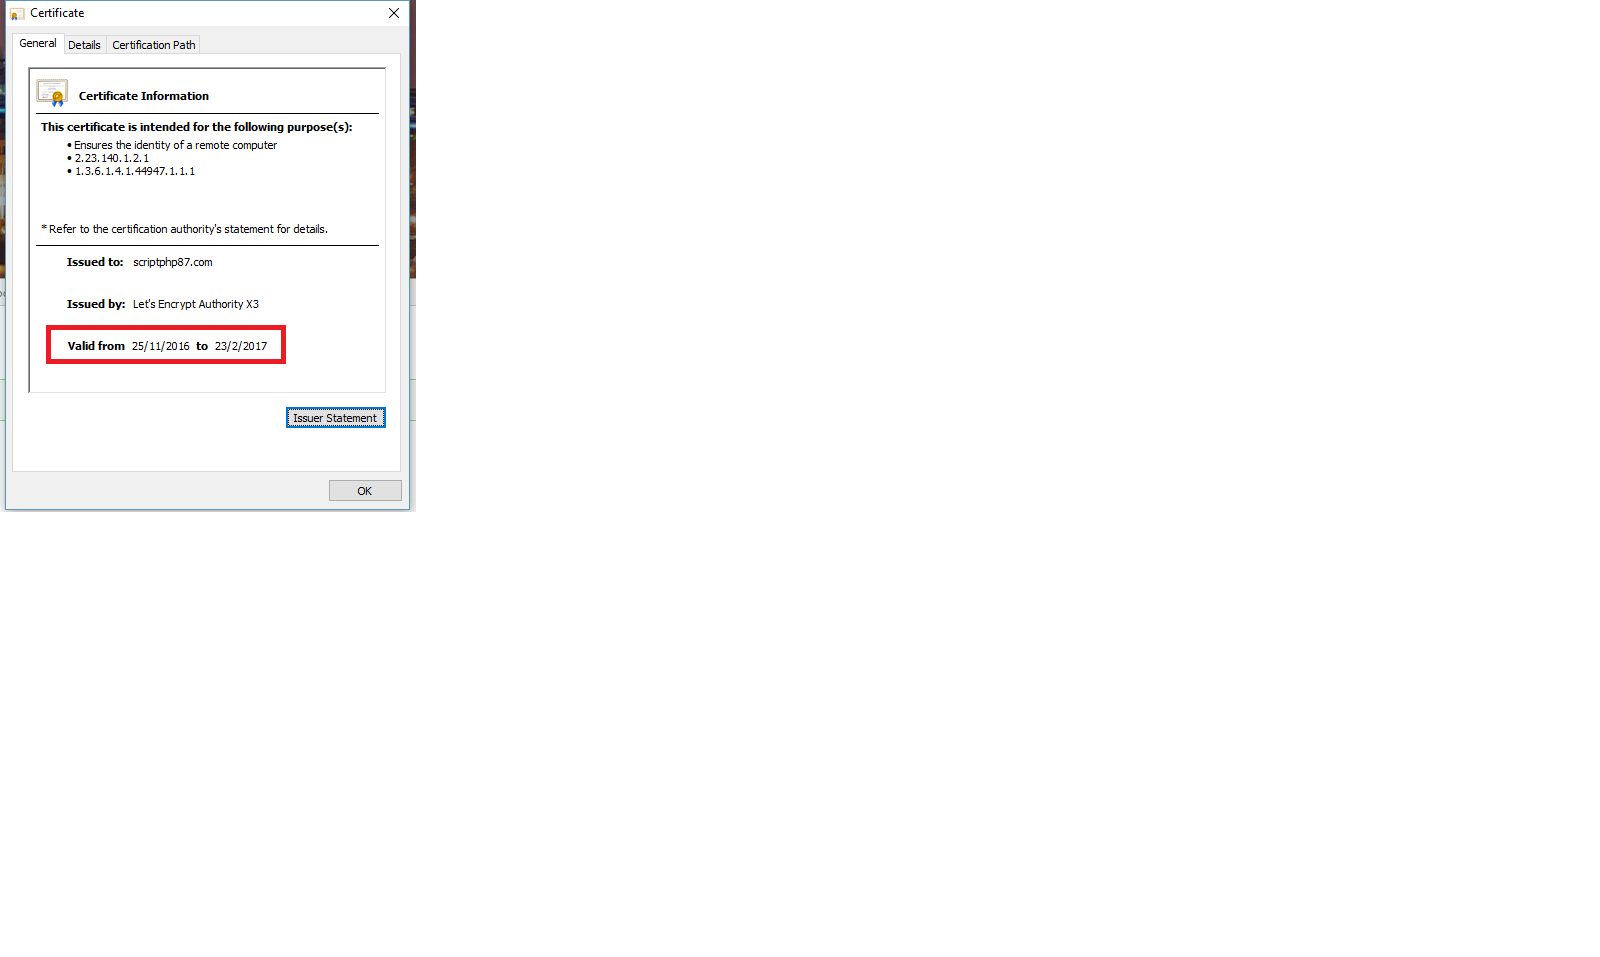 Certificate
General Details Certification Path
Certificate Information
This certificate is intended for the following purpose(s):
• Ensures the identity of a remote computer
• 2.23.140.1.2.1
• 1.3.6.1.4.1.44947.1.1.1
* Refer to the certification authority's statement for details.
Issued to: scriptphp87.com
Issued by: Let's Encrypt Authority X3
Valid from 25/11/2016 to 23/2/2017
Issuer Statement
OK